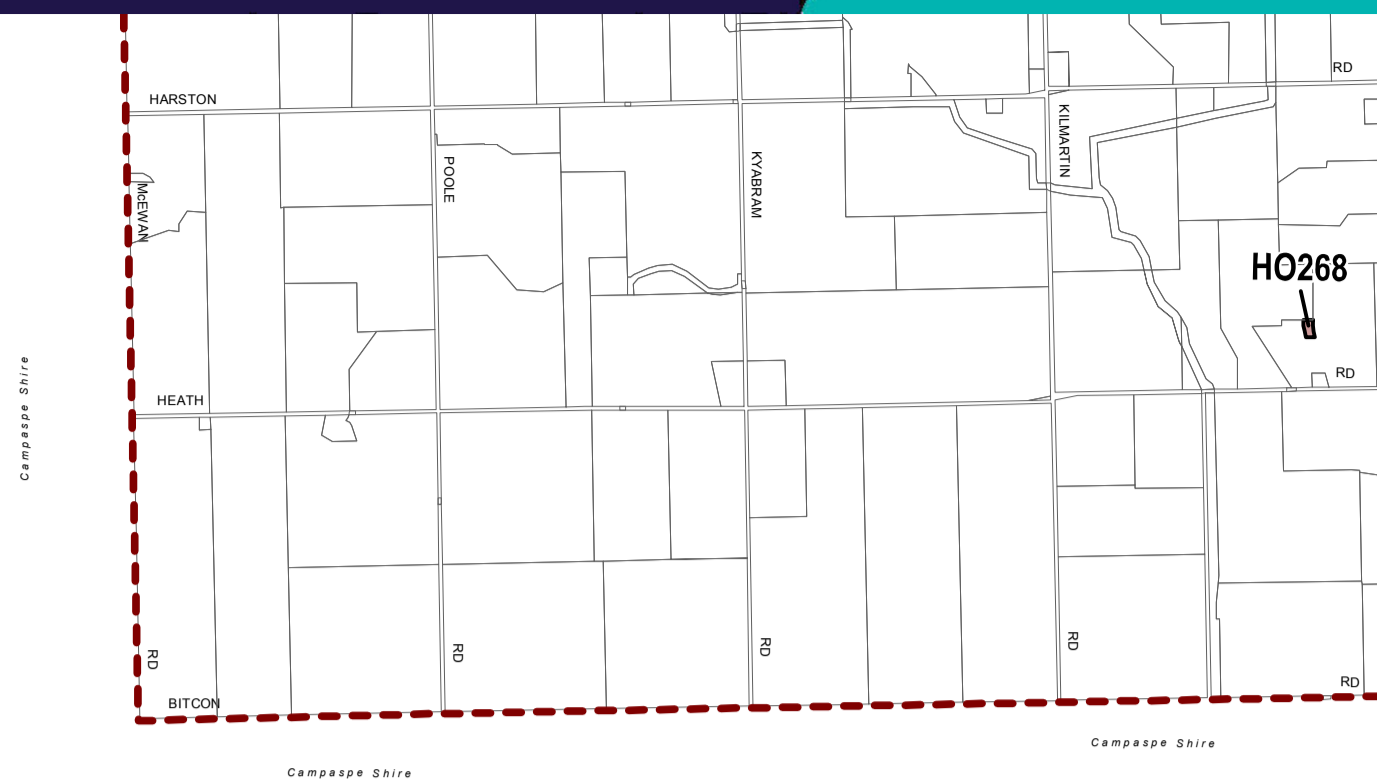 RD
HARSTON
KILMARTIN
POOLE
KYABRAM
McEWAN
HO268
Campaspe Shire
RD
HEATH
RD
RD
RD
RD
RD
BITCON
Campaspe Shire
Campaspe Shire